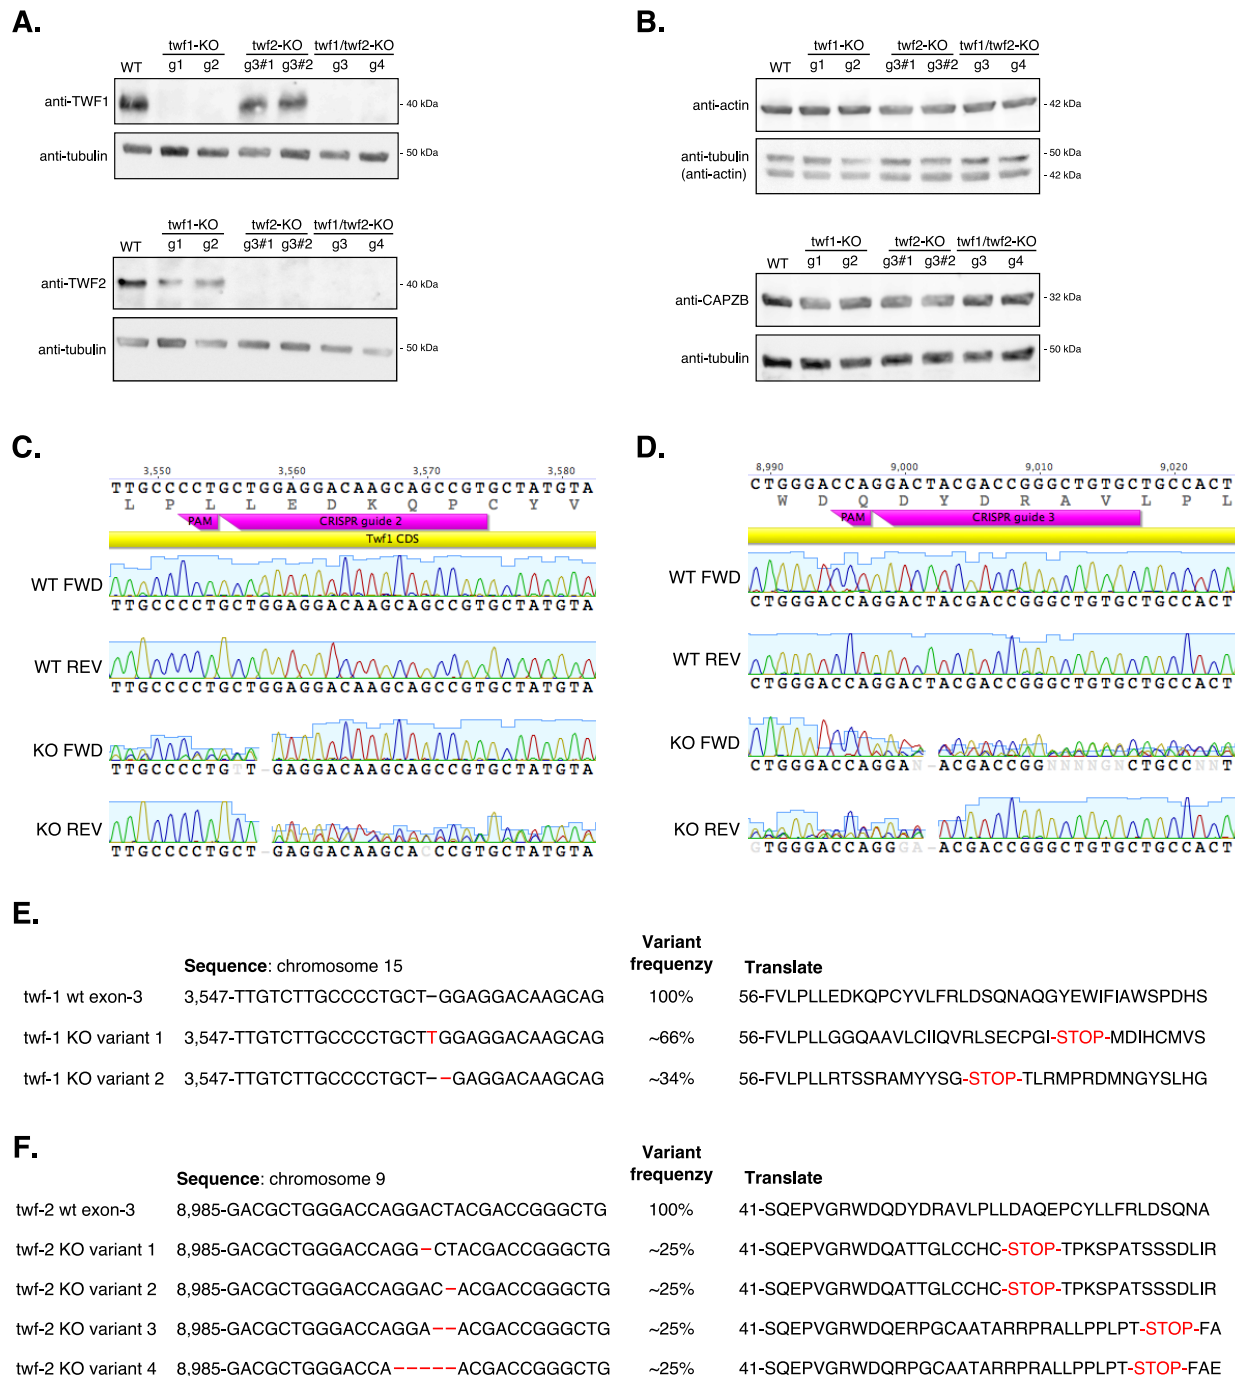 A.
twf1-KO twf2-KO twf1/twf2-KO
WT g1 g2 g3#1 g3#2 g3 g4
anti-TWF1 - 40 kDa
anti-tubulin - 50 kDa
twf1-KO twf2-KO twf1/twf2-KO
WT g1 g2 g3#1 g3#2 g3 g4
anti-TWF2 - 40 kDa
anti-tubulin - 50 kDa
B.
twf1-KO twf2-KO twf1/twf2-KO
WT g1 g2 g3#1 g3#2 g3 g4
anti-actin - 42 kDa
anti-tubulin - 50 kDa
(anti-actin) - 42 kDa
twf1-KO twf2-KO twf1/twf2-KO
WT g1 g2 g3#1 g3#2 g3 g4
anti-CAPZB - 32 kDa
anti-tubulin - 50 kDa
C.
3,550 3,560 3,570 3,580
TTGCCCCTGCTGGAGGACAAGCAGCCGTGCTATGTA
L P L L E D K Q P C Y V
PAM CRISPR guide 2
Twf1 CDS
WT FWD
TTGCCCCTGCTGGAGGACAAGCAGCCGTGCTATGTA
WT REV
TTGCCCCTGCTGGAGGACAAGCAGCCGTGCTATGTA
KO FWD
TTGCCCCTGTT-GAGGACAAGCAGCCGTGCTATGTA
KO REV
TTGCCCCTGCT-GAGGACAAGCACCCGTGCTATGTA
D.
8,990 9,000 9,010 9,020
CTGGGACCAGGACTACGACCGGGCTGTGCTGCCACT
W D Q D Y D R A V L P L
PAM CRISPR guide 3
WT FWD
CTGGGACCAGGACTACGACCGGGCTGTGCTGCCACT
WT REV
CTGGGACCAGGACTACGACCGGGCTGTGCTGCCACT
KO FWD
CTGGGACCAGGAN-ACGACCGGNNNNGNCTGCCNNT
KO REV
GTGGGACCAGGGA-ACGACCGGGCTGTGCTGCCACT
E.
Variant
Sequence: chromosome 15 frequenzy Translate
twf-1 wt exon-3 3,547-TTGTCTTGCCCCTGCT-GGAGGACAAGCAG 100% 56-FVLPLLEDKQPCYVLFRLDSQNAQGYEWIFIAWSPDHS
twf-1 KO variant 1 3,547-TTGTCTTGCCCCTGCTTGGAGGACAAGCAG ~66% 56-FVLPLLGGQAAVLCIIQVRLSECPGI-STOP-MDIHCMVS
twf-1 KO variant 2 3,547-TTGTCTTGCCCCTGCT--GAGGACAAGCAG ~34% 56-FVLPLLRTSSRAMYYSG-STOP-TLRMPRDMNGYSLHG
F.
Variant
Sequence: chromosome 9 frequenzy Translate
twf-2 wt exon-3 8,985-GACGCTGGGACCAGGACTACGACCGGGCTG 100% 41-SQEPVGRWDQDYDRAVLPLLDAQEPCYLLFRLDSQNA
twf-2 KO variant 1 8,985-GACGCTGGGACCAGG-CTACGACCGGGCTG ~25% 41-SQEPVGRWDQATTGLCCHC-STOP-TPKSPATSSSDLIR
twf-2 KO variant 2 8,985-GACGCTGGGACCAGGAC-ACGACCGGGCTG ~25% 41-SQEPVGRWDQATTGLCCHC-STOP-TPKSPATSSSDLIR
twf-2 KO variant 3 8,985-GACGCTGGGACCAGGA--ACGACCGGGCTG ~25% 41-SQEPVGRWDQERPGCAATARRPRALLPPLPT-STOP-FA
twf-2 KO variant 4 8,985-GACGCTGGGACCA-----ACGACCGGGCTG ~25% 41-SQEPVGRWDQRPGCAATARRPRALLPPLPT-STOP-FAE